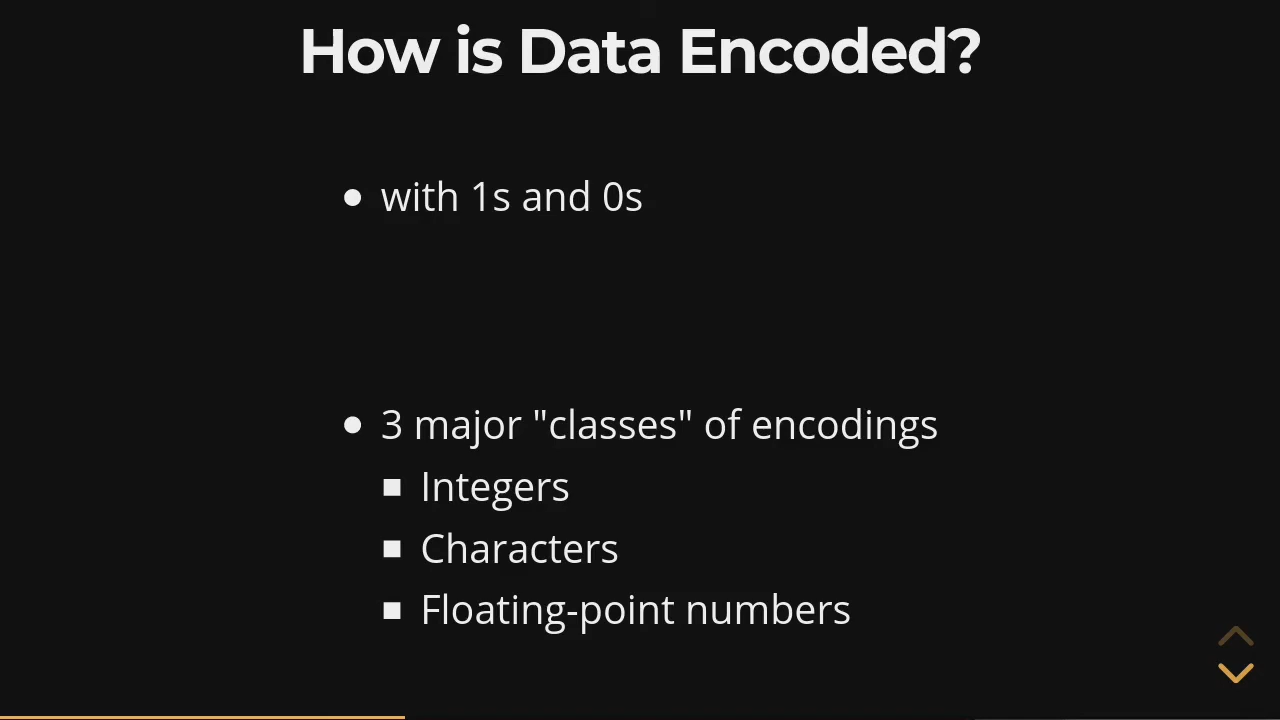 How is Data Encoded?
with 1s and 0s
3 major "classes" of encodings
Integers
Characters
Floating-point numbers